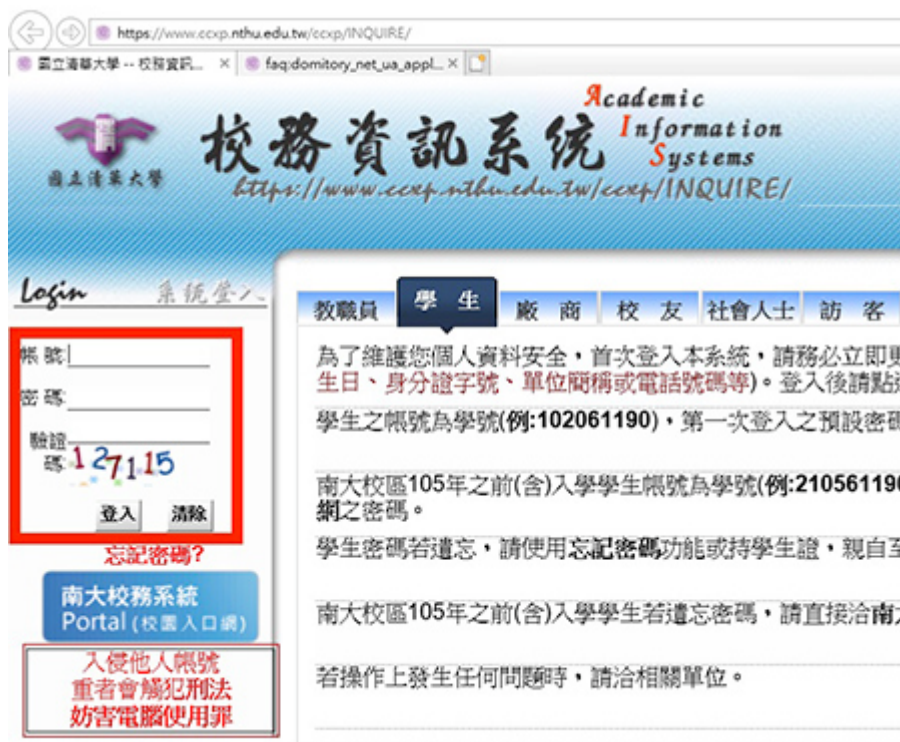 https://www.ccxp.nthu.edu.tw/ccxp/INQUIRE/
國立清華大學 -- 校務資訊...
faq:domitory_net_ua_appl...
國立清華大學
校務資訊系統
Academic
Information
Systems
https://www.ccxp.nthu.edu.tw/ccxp/INQUIRE/
Login 系統登入
教職員 學生 廠商 校友 社會人士 訪客
帳號:
密碼:
驗證
碼: 127115
登入 清除
忘記密碼?
南大校務系統
Portal (校園入口網)
入侵他人帳號
重者會觸犯刑法
妨害電腦使用罪
為了維護您個人資料安全,首次登入本系統,請務必立即更
生日、身分證字號、單位簡稱或電話號碼等)。登入後請點
學生之帳號為學號(例:102061190),第一次登入之預設密碼
南大校區105年之前(含)入學學生帳號為學號(例:210561190
網之密碼。
學生密碼若遺忘,請使用忘記密碼功能或持學生證,親自至
南大校區105年之前(含)入學學生若遺忘密碼,請直接洽南
若操作上發生任何問題時,請洽相關單位。